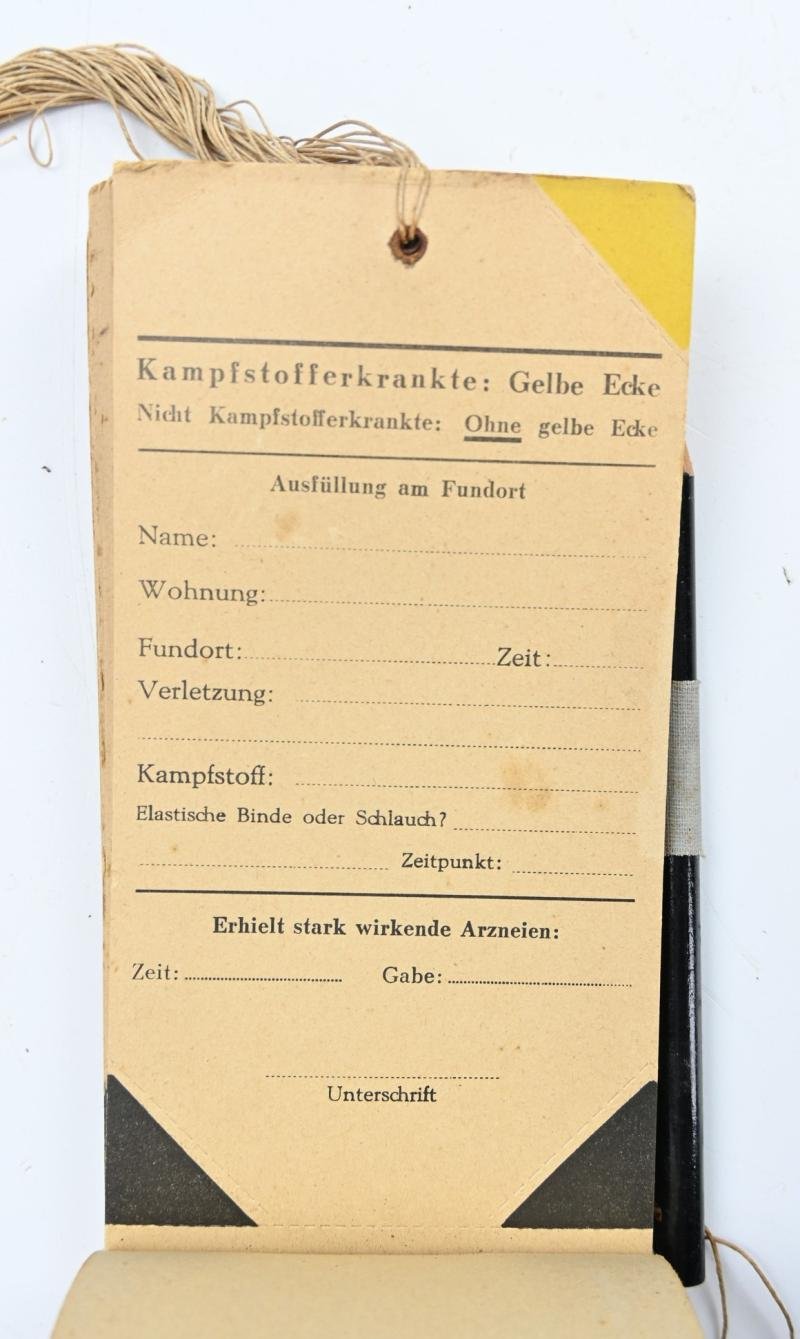 Kampfstofferkrankte: Gelbe Ecke
Nicht Kampfstofferkrankte: Ohne gelbe Ecke
Ausfüllung am Fundort
Name:
Wohnung:
Fundort: Zeit:
Verletzung:
Kampfstoff:
Elastische Binde oder Schlauch?
Zeitpunkt:
Erhielt stark wirkende Arzneien:
Zeit: Gabe:
Unterschrift